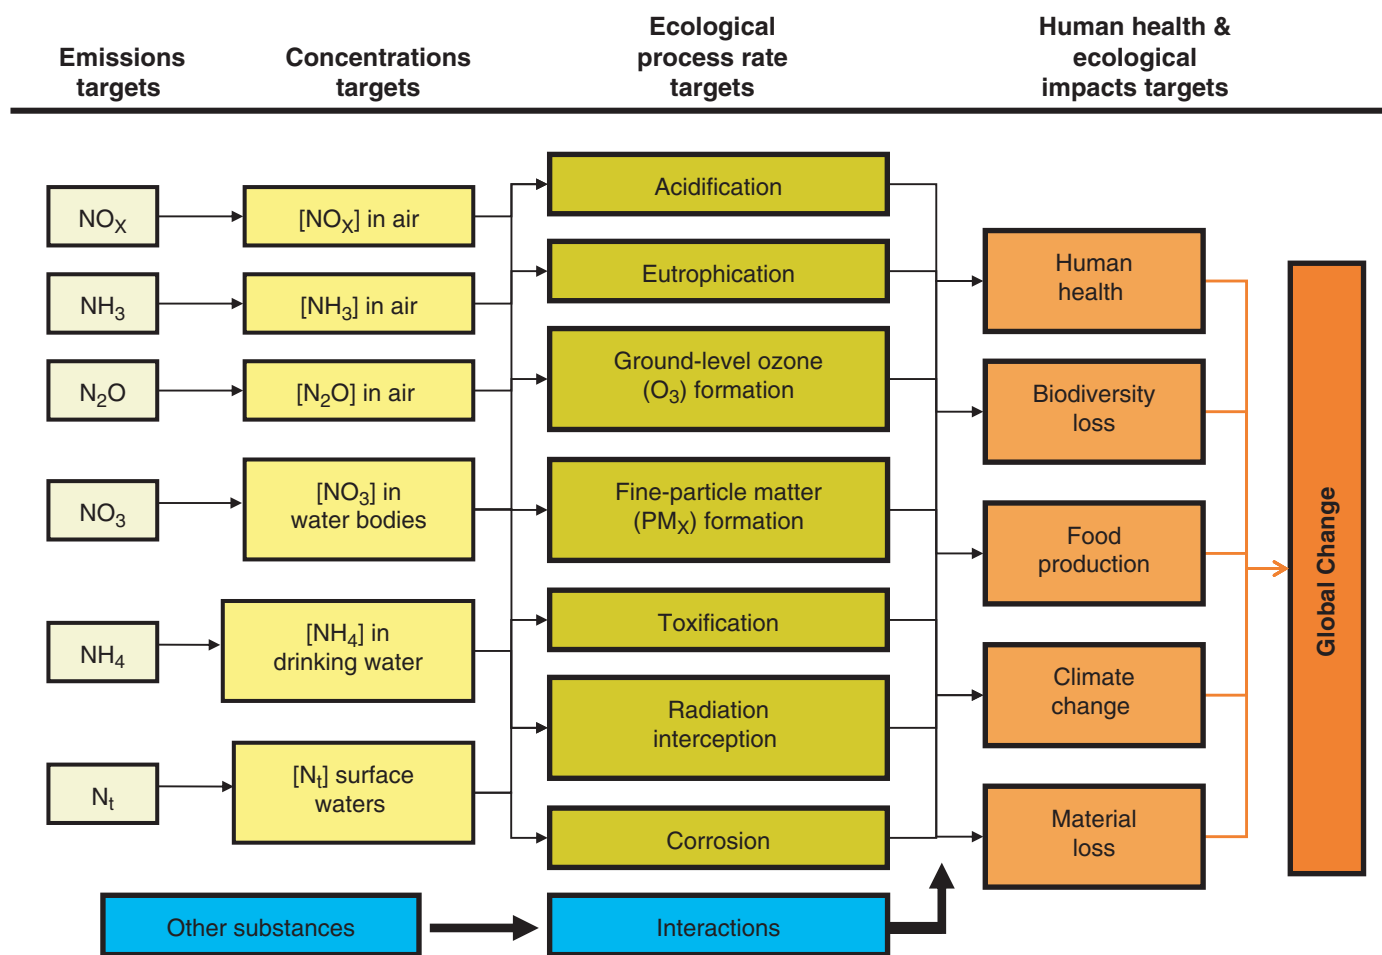 Emissions
targets
Concentrations
targets
Ecological
process rate
targets
Human health &
ecological
impacts targets
NOX
[NOX] in air
Acidification
NH3
[NH3] in air
Eutrophication
Human
health
N2O
[N2O] in air
Ground-level ozone
(O3) formation
Biodiversity
loss
NO3
[NO3] in
water bodies
Fine-particle matter
(PMX) formation
Food
production
Global Change
NH4
[NH4] in
drinking water
Toxification
Radiation
interception
Climate
change
Nt
[Nt] surface
waters
Corrosion
Material
loss
Other substances
Interactions